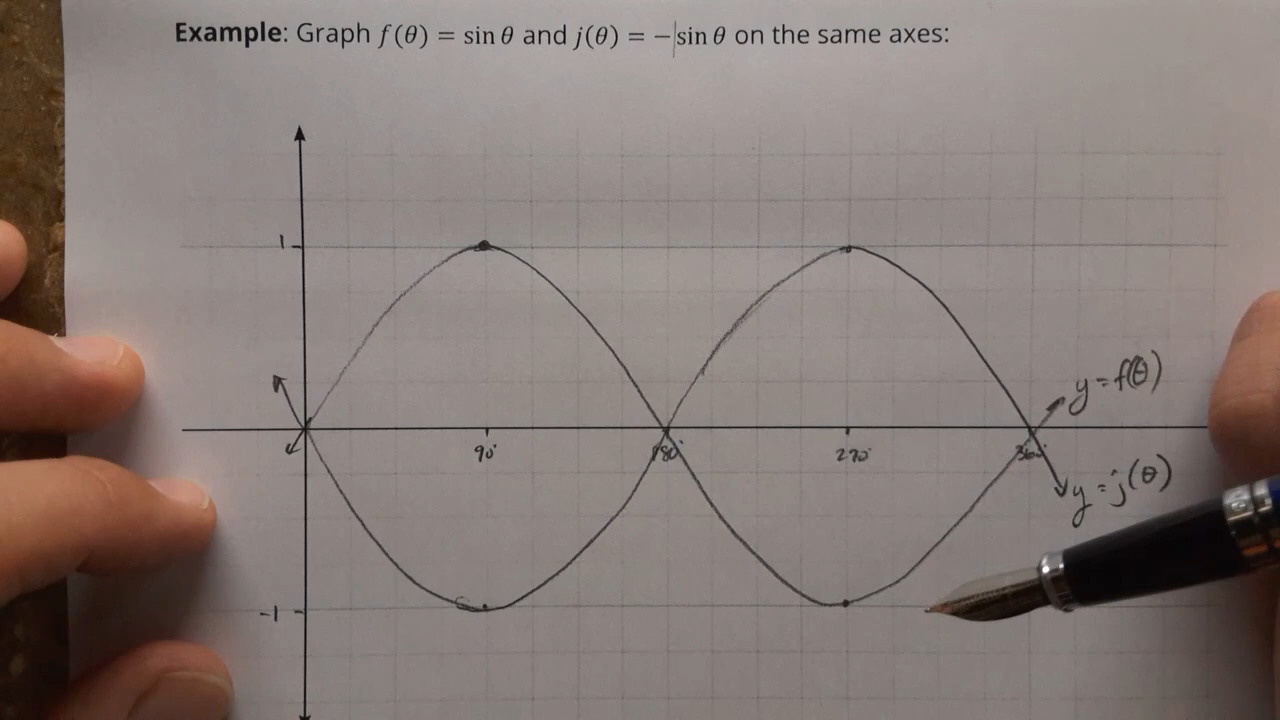 Example: Graph f(θ) = sin θ and j(θ) = −sin θ on the same axes:
1
y=f(θ)
90° 180° 270° 360°
y=j(θ)
-1